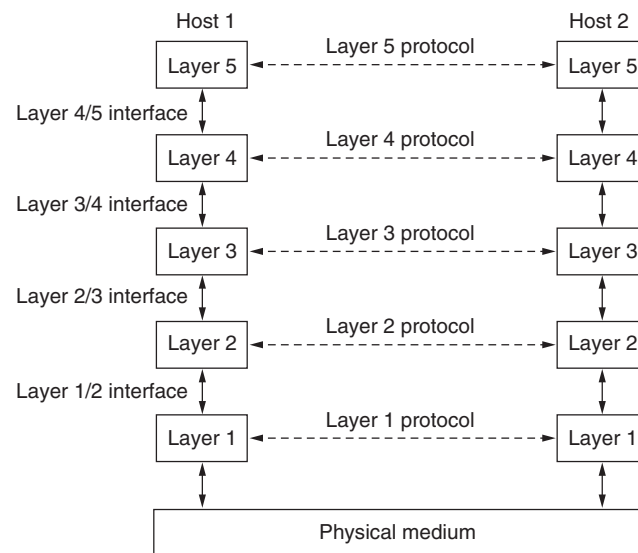 Host 1
Host 2
Layer 5 protocol
Layer 5
Layer 5
Layer 4/5 interface
Layer 4 protocol
Layer 4
Layer 4
Layer 3/4 interface
Layer 3 protocol
Layer 3
Layer 3
Layer 2/3 interface
Layer 2 protocol
Layer 2
Layer 2
Layer 1/2 interface
Layer 1 protocol
Layer 1
Layer 1
Physical medium